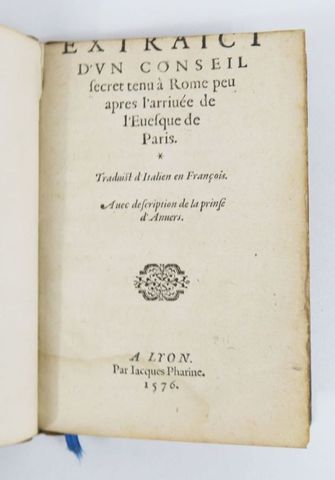 EXTRAICT
D'VN CONSEIL
ſecret tenu à Rome peu
apres l'arriuée de
l'Eueſque de
Paris.
*
Traduiſt d'Italien en François.
Auec deſcription de la prinſe
d'Anuers.
A LYON.
Par Iacques Pharine.
1576.